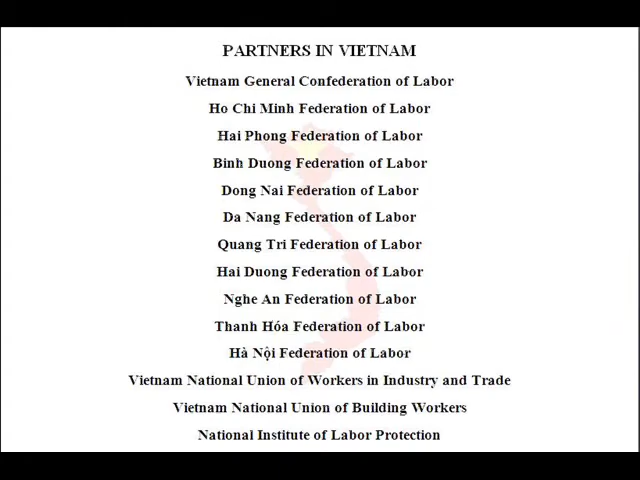 PARTNERS IN VIETNAM
Vietnam General Confederation of Labor
Ho Chi Minh Federation of Labor
Hai Phong Federation of Labor
Binh Duong Federation of Labor
Dong Nai Federation of Labor
Da Nang Federation of Labor
Quang Tri Federation of Labor
Hai Duong Federation of Labor
Nghe An Federation of Labor
Thanh Hóa Federation of Labor
Hà Nội Federation of Labor
Vietnam National Union of Workers in Industry and Trade
Vietnam National Union of Building Workers
National Institute of Labor Protection